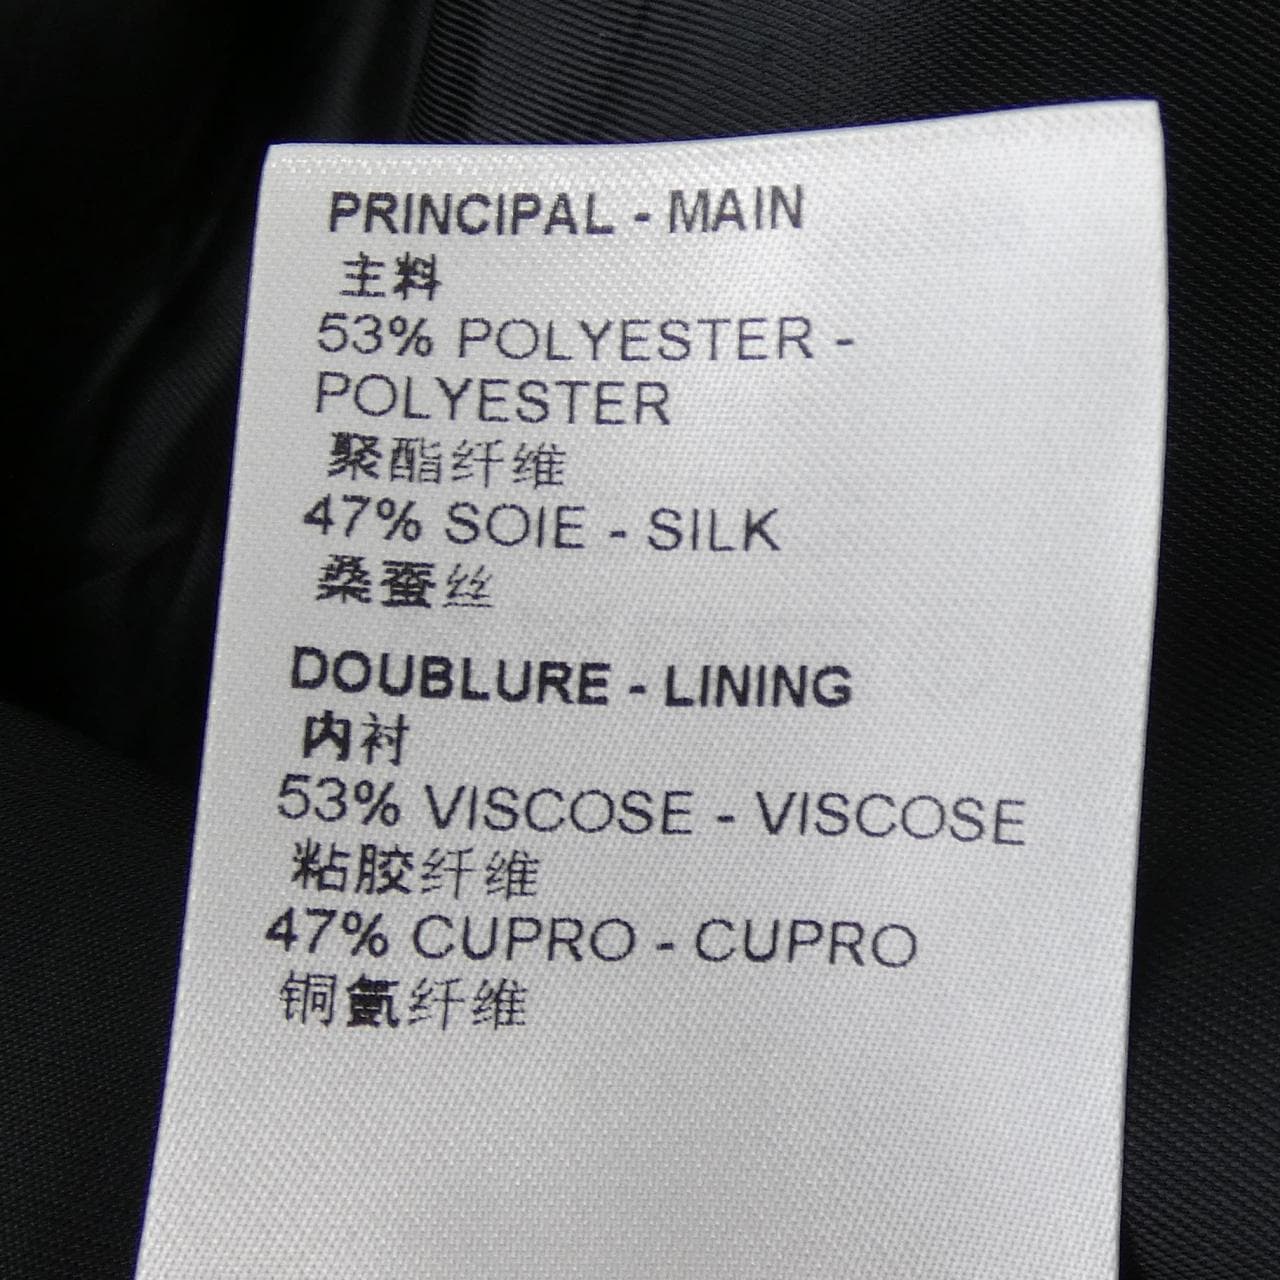 PRINCIPAL - MAIN
主料
53% POLYESTER -
POLYESTER
聚酯纤维
47% SOIE - SILK
桑蚕丝
DOUBLURE - LINING
内衬
53% VISCOSE - VISCOSE
粘胶纤维
47% CUPRO - CUPRO
铜氨纤维